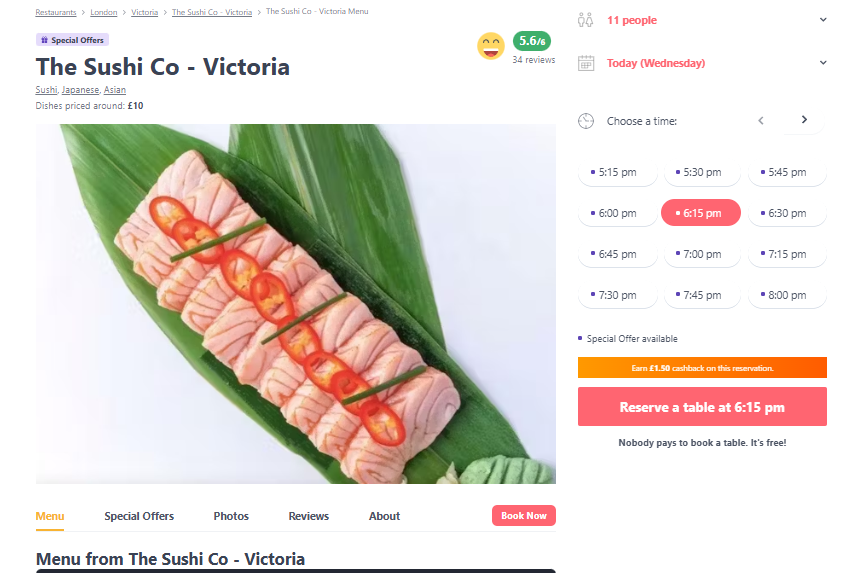 Restaurants > London > Victoria > The Sushi Co - Victoria > The Sushi Co - Victoria Menu
Special Offers
The Sushi Co - Victoria
5.6/6
34 reviews
Sushi, Japanese, Asian
Dishes priced around: £10
Menu
Special Offers
Photos
Reviews
About
Book Now
Menu from The Sushi Co - Victoria
11 people
Today (Wednesday)
Choose a time:
5:15 pm 5:30 pm 5:45 pm
6:00 pm 6:15 pm 6:30 pm
6:45 pm 7:00 pm 7:15 pm
7:30 pm 7:45 pm 8:00 pm
Special Offer available
Earn £1.50 cashback on this reservation.
Reserve a table at 6:15 pm
Nobody pays to book a table. It's free!